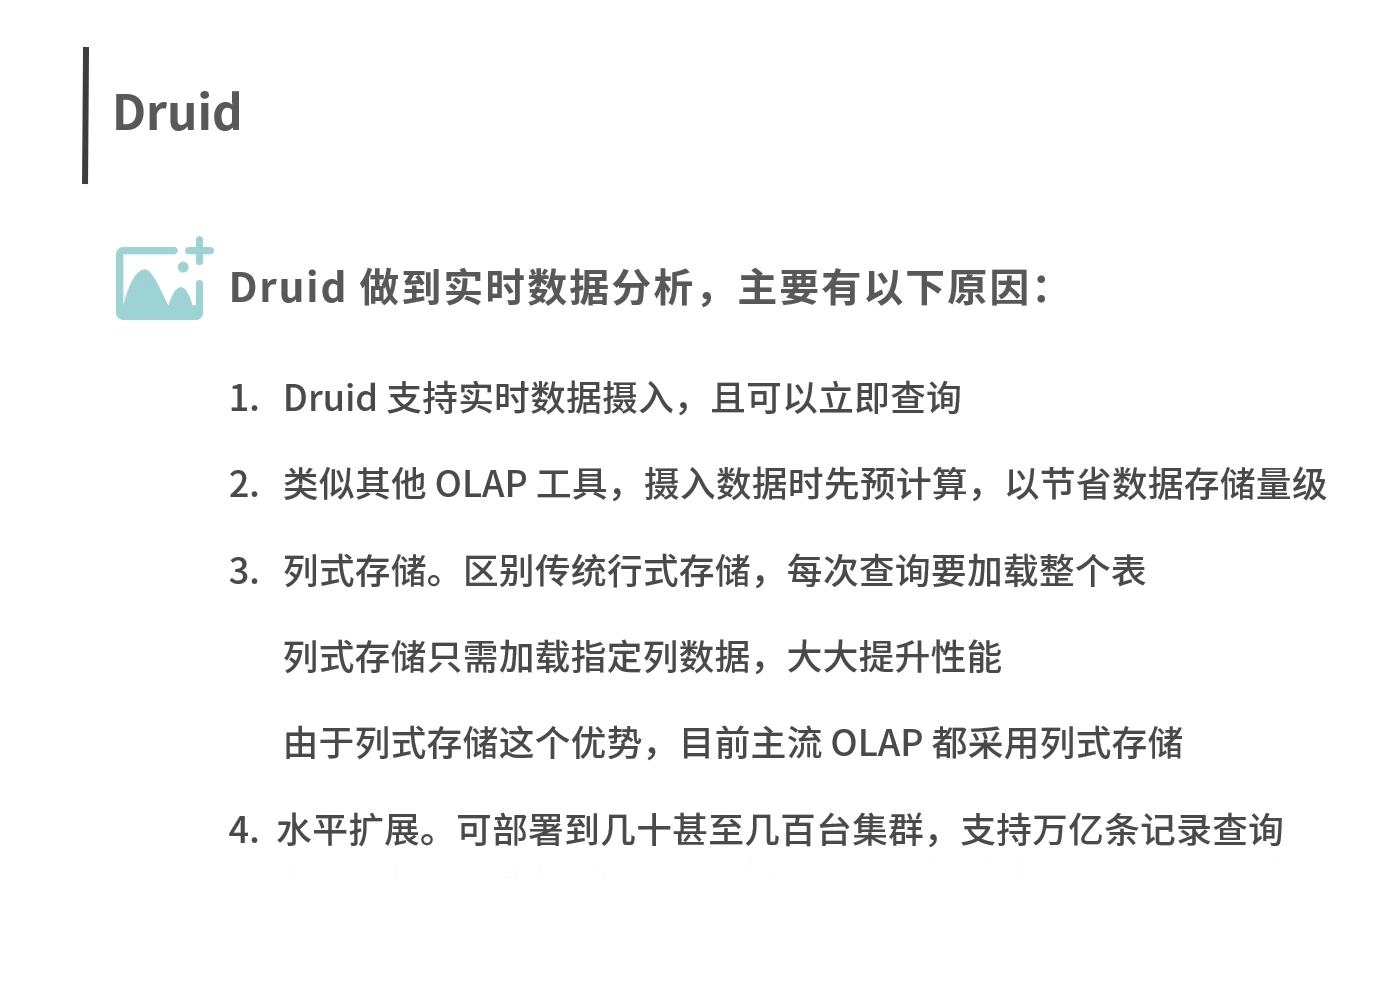 Druid
Druid 做到实时数据分析，主要有以下原因：
1. Druid 支持实时数据摄入，且可以立即查询
2. 类似其他 OLAP 工具，摄入数据时先预计算，以节省数据存储量级
3. 列式存储。区别传统行式存储，每次查询要加载整个表
列式存储只需加载指定列数据，大大提升性能
由于列式存储这个优势，目前主流 OLAP 都采用列式存储
4. 水平扩展。可部署到几十甚至几百台集群，支持万亿条记录查询